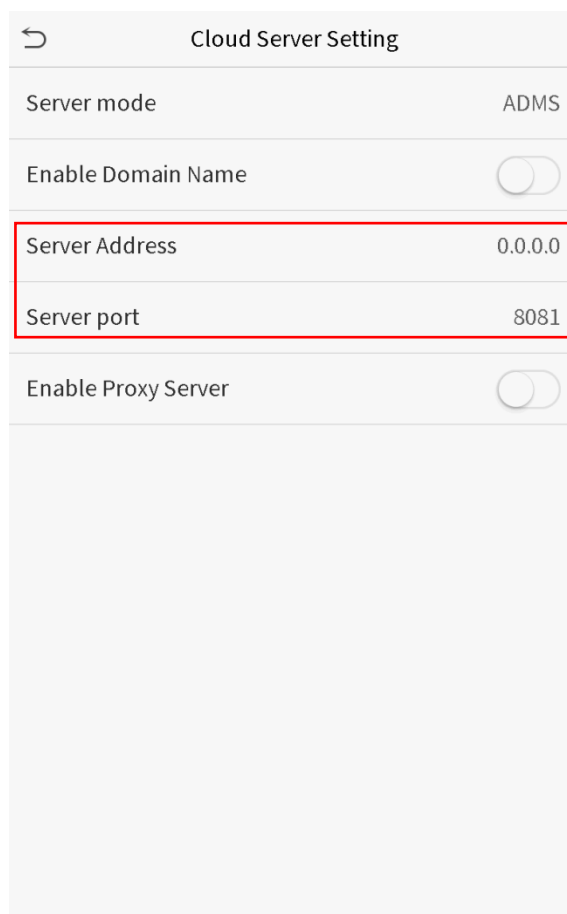 Cloud Server Setting
Server mode ADMS
Enable Domain Name
Server Address 0.0.0.0
Server port 8081
Enable Proxy Server